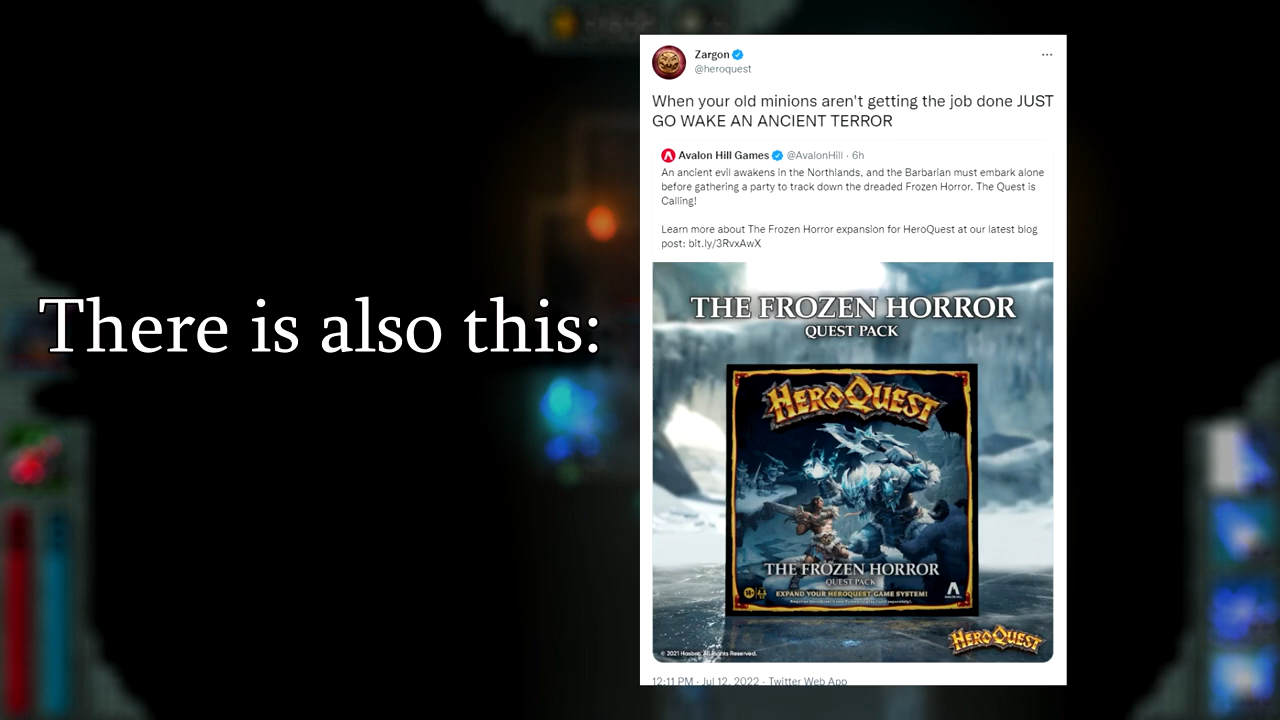 There is also this:
Zargon
@heroquest
When your old minions aren't getting the job done JUST
GO WAKE AN ANCIENT TERROR
Avalon Hill Games @AvalonHill · 6h
An ancient evil awakens in the Northlands, and the Barbarian must embark alone
before gathering a party to track down the dreaded Frozen Horror. The Quest is
Calling!
Learn more about The Frozen Horror expansion for HeroQuest at our latest blog
post: bit.ly/3RvxAwX
THE FROZEN HORROR
QUEST PACK
HEROQUEST
THE FROZEN HORROR
QUEST PACK
14+
EXPAND YOUR HEROQUEST GAME SYSTEM!
AVALON HILL
HEROQUEST
© 2021 Hasbro. All Rights Reserved.
12:11 PM · Jul 12, 2022 · Twitter Web App